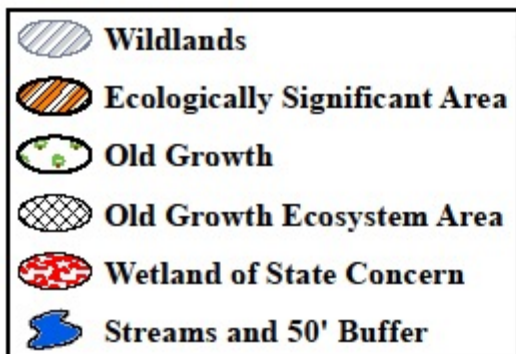 Wildlands
Ecologically Significant Area
Old Growth
Old Growth Ecosystem Area
Wetland of State Concern
Streams and 50' Buffer